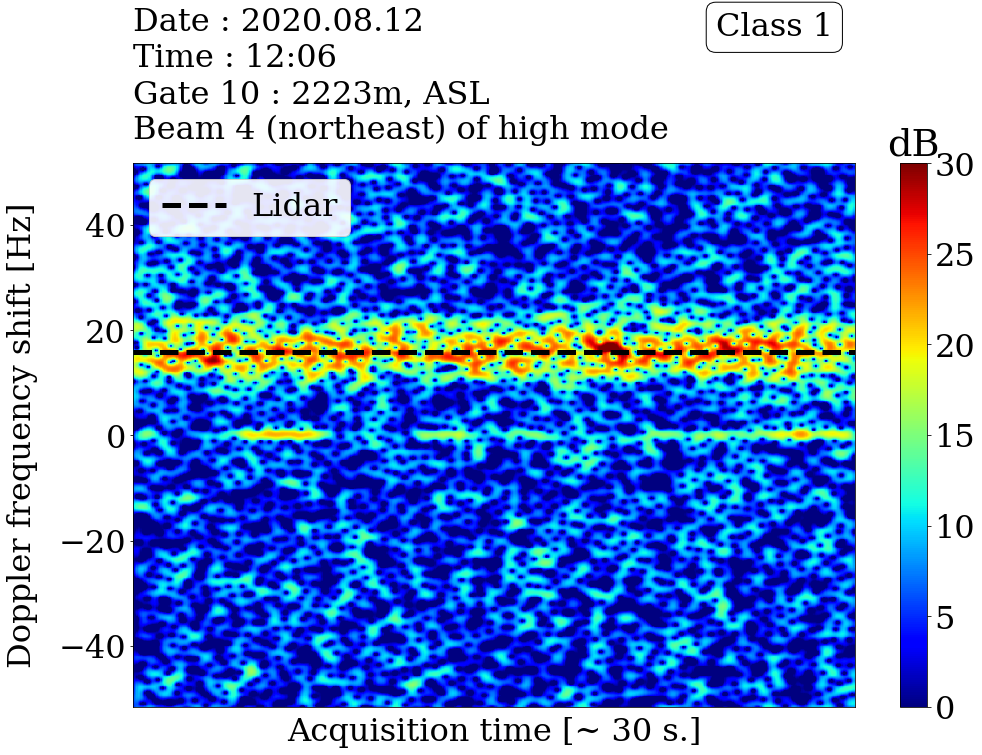 Date : 2020.08.12
Time : 12:06
Gate 10 : 2223m, ASL
Beam 4 (northeast) of high mode
Class 1
dB
Lidar
Doppler frequency shift [Hz]
40
20
0
−20
−40
30
25
20
15
10
5
0
Acquisition time [~ 30 s.]